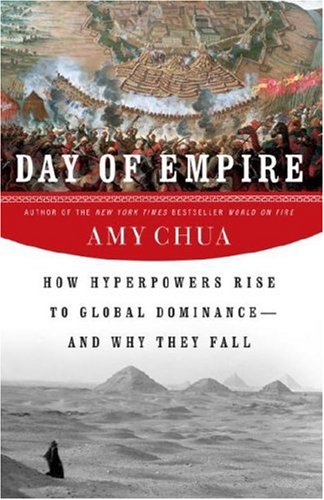 DAY OF EMPIRE
AUTHOR OF THE NEW YORK TIMES BESTSELLER WORLD ON FIRE
AMY CHUA
HOW HYPERPOWERS RISE
TO GLOBAL DOMINANCE—
AND WHY THEY FALL